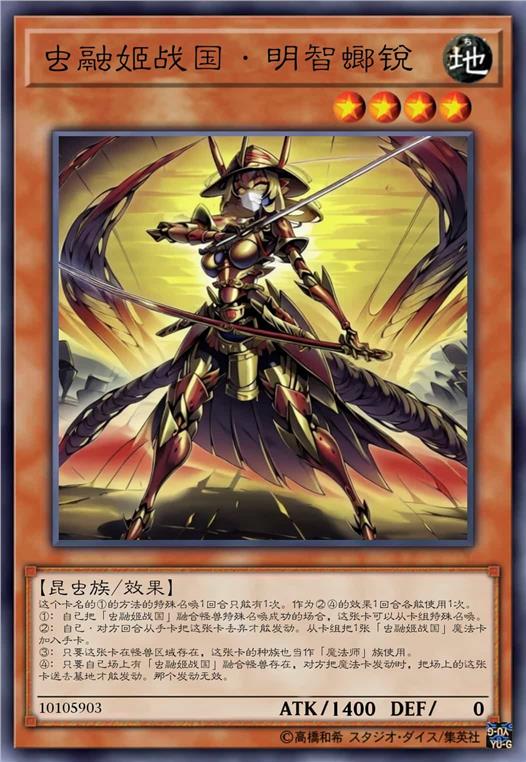 虫融姬战国·明智螂锐
ち
地
【昆虫族/效果】
这个卡名的①的方法的特殊召唤1回合只能有1次。作为②④的效果1回合各能使用1次。
①：自己把「虫融姬战国」融合怪兽特殊召唤成功的场合，这张卡可以从卡组特殊召唤。
②：自己·对方回合从手卡把这张卡丢弃才能发动。从卡组把1张「虫融姬战国」魔法卡
加入手卡。
③：只要这张卡在怪兽区域存在，这张卡的种族也当作「魔法师」族使用。
④：只要自己场上有「虫融姬战国」融合怪兽存在，对方把魔法卡发动时，把场上的这张
卡送去墓地才能发动。那个发动无效。
ATK/1400 DEF/ 0
10105903
©高橋和希 スタジオ・ダイス/集英社
YU-G